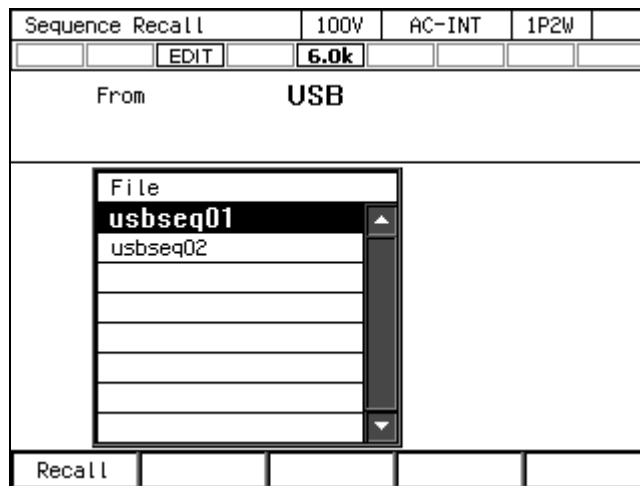 Sequence Recall 100V AC-INT 1P2W
EDIT 6.0k
From USB
File
usbseq01
usbseq02
Recall